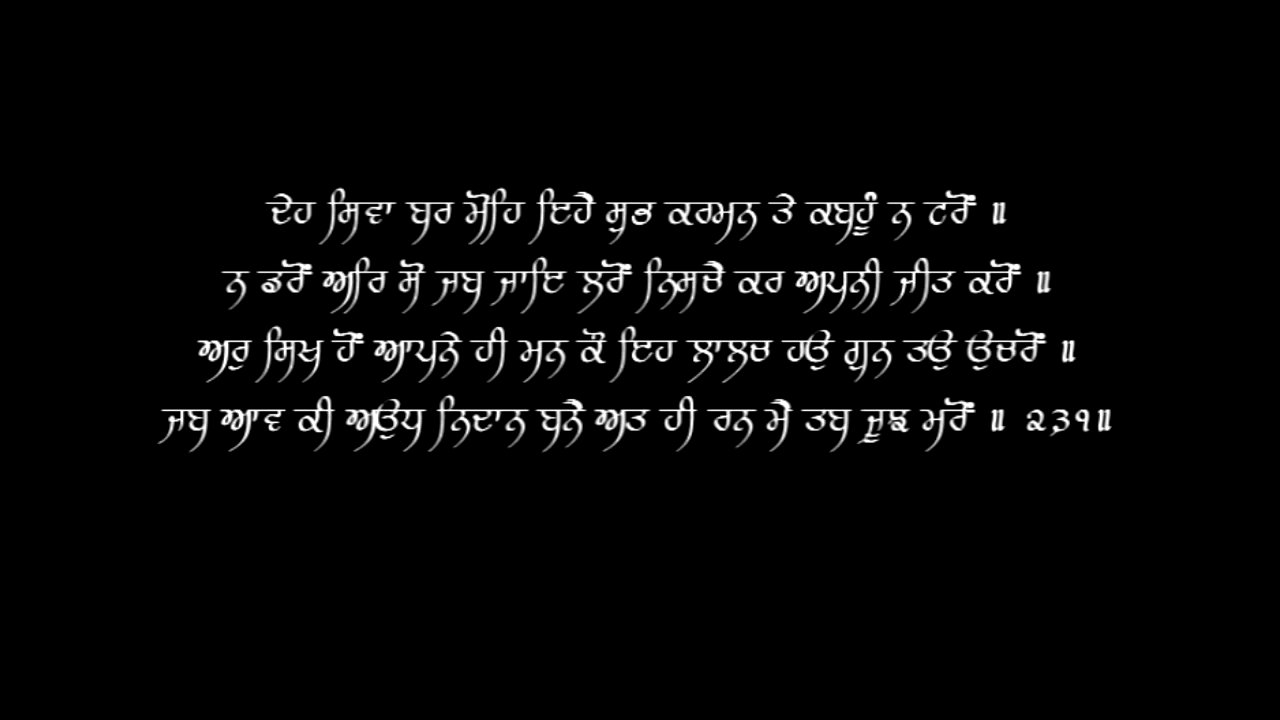 ਦੇਹ ਸਿਵਾ ਬਰ ਮੋਹਿ ਇਹੈ ਸੁਭ ਕਰਮਨ ਤੇ ਕਬਹੂੰ ਨ ਟਰੋਂ ॥
ਨ ਡਰੋਂ ਅਰਿ ਸੋ ਜਬ ਜਾਇ ਲਰੋਂ ਨਿਸਚੈ ਕਰ ਅਪਨੀ ਜੀਤ ਕਰੋਂ ॥
ਅਰੁ ਸਿਖ ਹੋਂ ਆਪਨੇ ਹੀ ਮਨ ਕੌ ਇਹ ਲਾਲਚ ਹਉ ਗੁਨ ਤਉ ਉਚਰੋਂ ॥
ਜਬ ਆਵ ਕੀ ਅਉਧ ਨਿਦਾਨ ਬਨੈ ਅਤ ਹੀ ਰਨ ਮੈ ਤਬ ਜੂਝ ਮਰੋਂ ॥ ੨੩੧॥